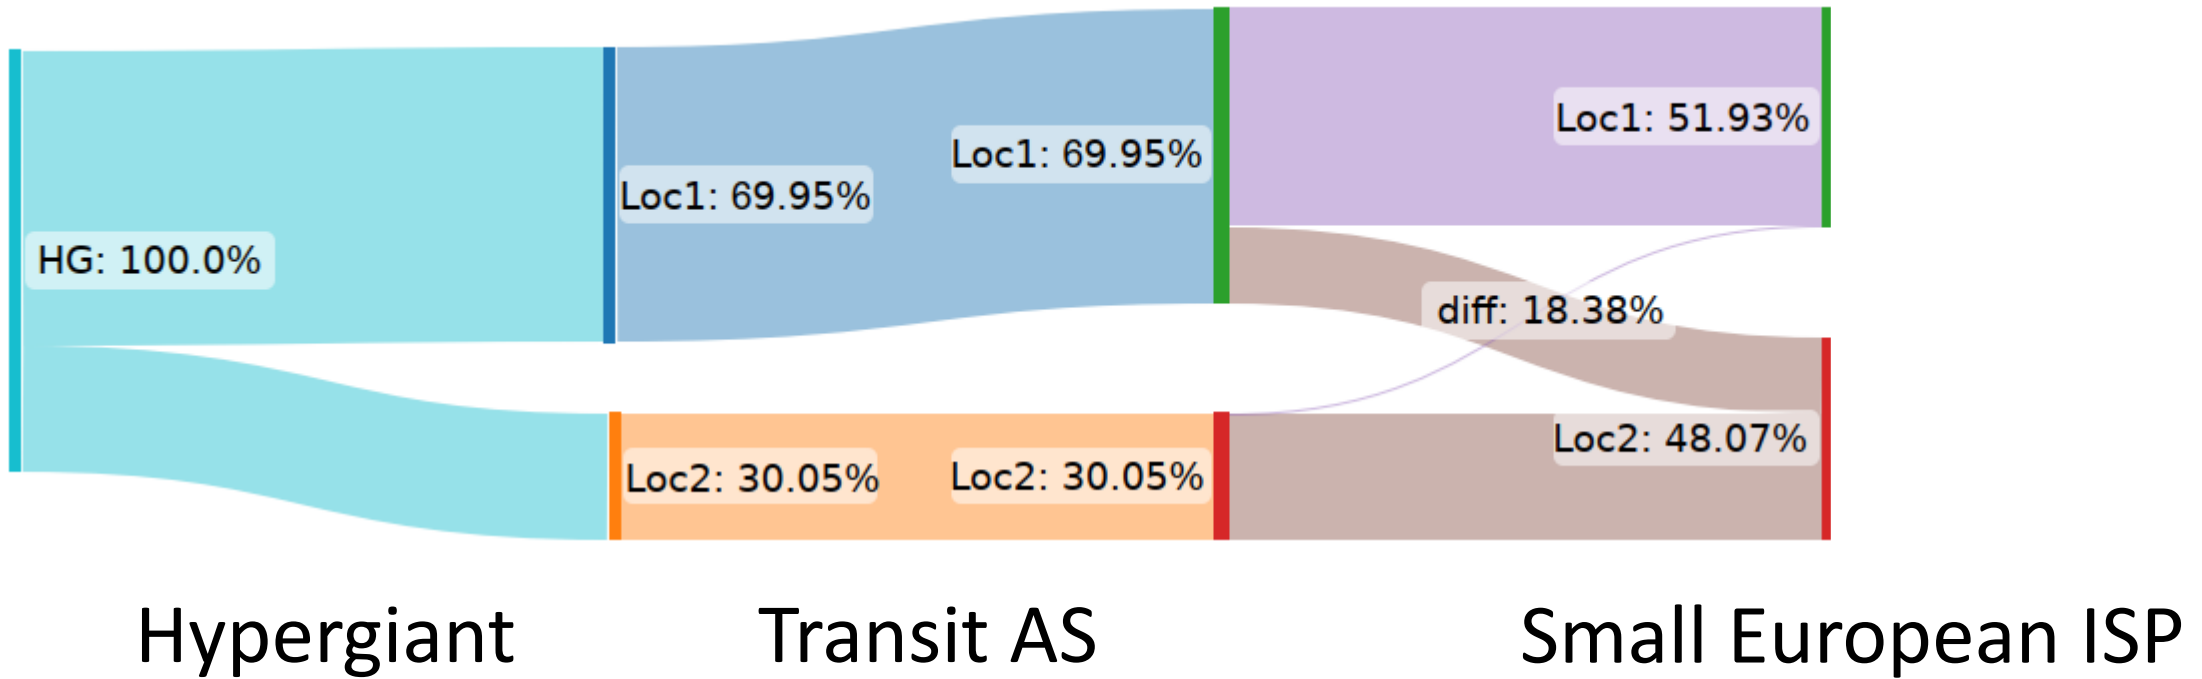 HG: 100.0%
Loc1: 69.95%
Loc1: 69.95%
Loc1: 51.93%
diff: 18.38%
Loc2: 30.05%
Loc2: 30.05%
Loc2: 48.07%
Hypergiant
Transit AS
Small European ISP